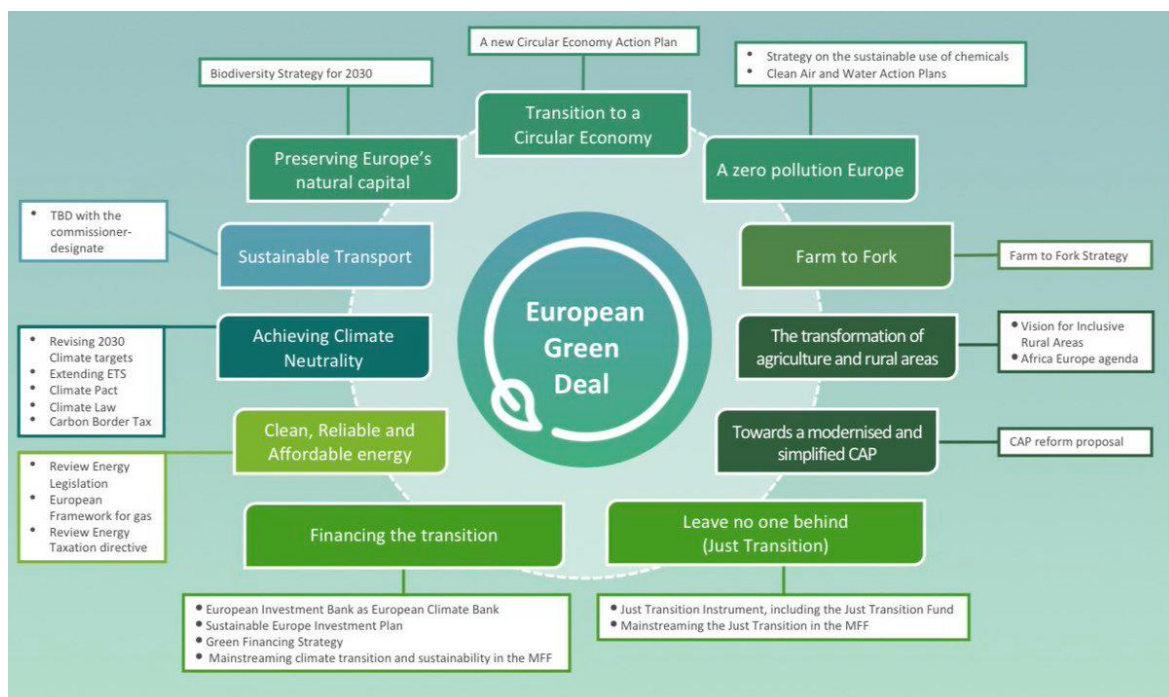 A new Circular Economy Action Plan
• Strategy on the sustainable use of chemicals
• Clean Air and Water Action Plans
Biodiversity Strategy for 2030
Transition to a
Circular Economy
Preserving Europe's
natural capital
A zero pollution Europe
• TBD with the
commissioner-
designate
Sustainable Transport
Farm to Fork
Farm to Fork Strategy
European
Green
Deal
• Revising 2030
Climate targets
• Extending ETS
• Climate Pact
• Climate Law
• Carbon Border Tax
Achieving Climate
Neutrality
The transformation of
agriculture and rural areas
• Vision for Inclusive
Rural Areas
• Africa Europe agenda
Clean, Reliable and
Affordable energy
Towards a modernised and
simplified CAP
CAP reform proposal
• Review Energy
Legislation
• European
Framework for gas
• Review Energy
Taxation directive
Financing the transition
Leave no one behind
(Just Transition)
• European Investment Bank as European Climate Bank
• Sustainable Europe Investment Plan
• Green Financing Strategy
• Mainstreaming climate transition and sustainability in the MFF
• Just Transition Instrument, including the Just Transition Fund
• Mainstreaming the Just Transition in the MFF